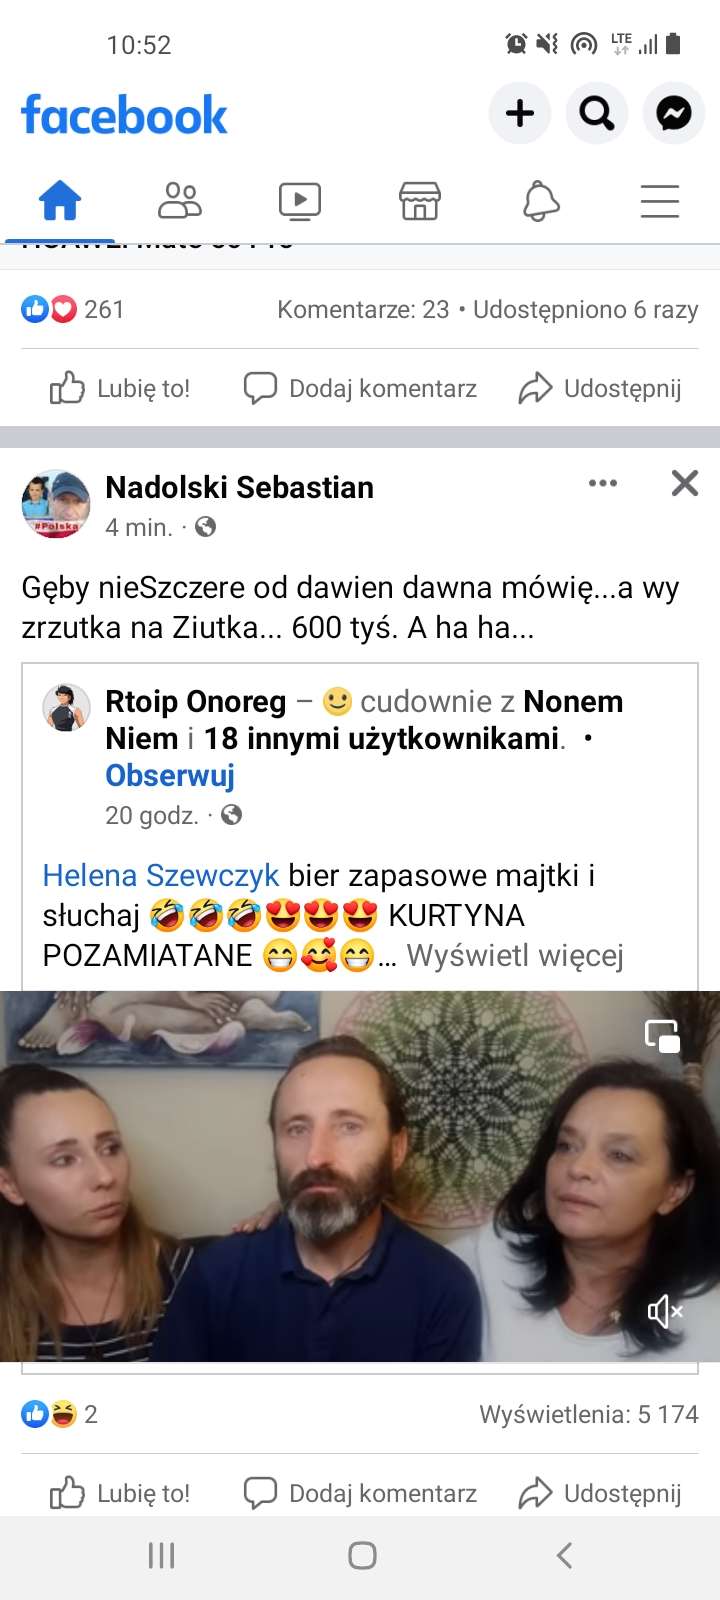 10:52
LTE
facebook
261
Komentarze: 23 • Udostępniono 6 razy
Lubię to!
Dodaj komentarz
Udostępnij
Nadolski Sebastian
#Polska
4 min. ·
Gęby nieSzczere od dawien dawna mówię...a wy
zrzutka na Ziutka... 600 tyś. A ha ha...
Rtoip Onoreg – 🙂 cudownie z Nonem
Niem i 18 innymi użytkownikami. •
Obserwuj
20 godz. ·
Helena Szewczyk bier zapasowe majtki i
słuchaj 🤣🤣🤣😍😍😍 KURTYNA
POZAMIATANE 😁🥰😁... Wyświetl więcej
2
Wyświetlenia: 5 174
Lubię to!
Dodaj komentarz
Udostępnij